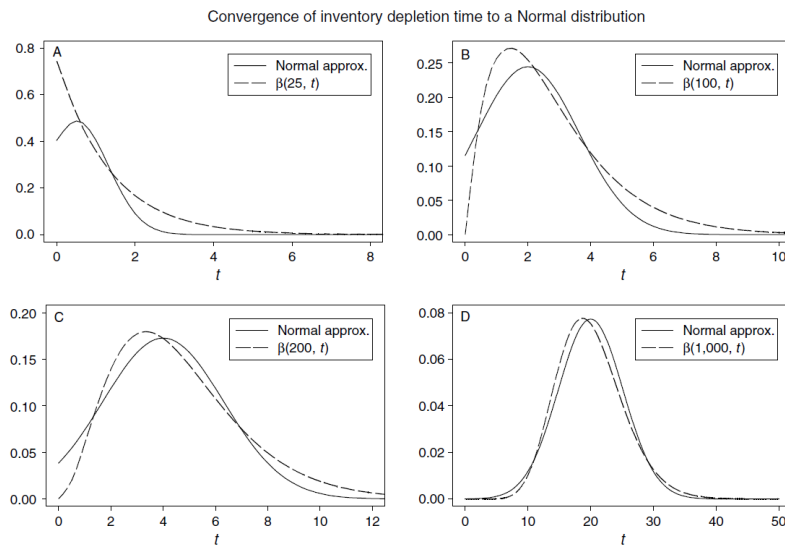 Convergence of inventory depletion time to a Normal distribution
A
Normal approx.
β(25, t)
0.8
0.6
0.4
0.2
0.0
0 2 4 6 8
t
B
Normal approx.
β(100, t)
0.25
0.20
0.15
0.10
0.05
0.00
0 2 4 6 8 10
t
C
Normal approx.
β(200, t)
0.20
0.15
0.10
0.05
0.00
0 2 4 6 8 10 12
t
D
Normal approx.
β(1,000, t)
0.08
0.06
0.04
0.02
0.00
0 10 20 30 40 50
t